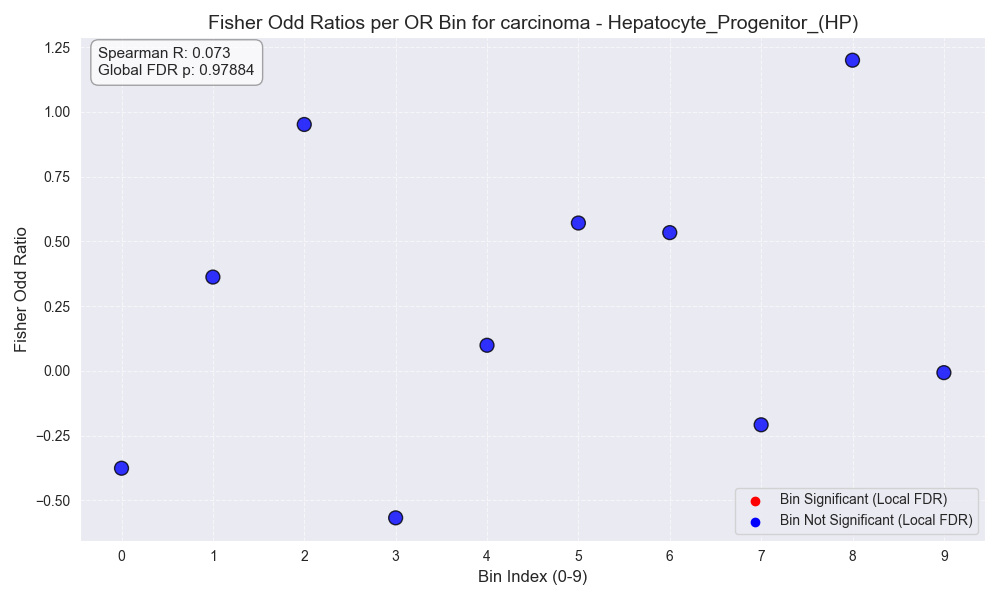 Fisher Odd Ratios per OR Bin for carcinoma - Hepatocyte_Progenitor_(HP)
Spearman R: 0.073
Global FDR p: 0.97884
Fisher Odd Ratio
1.25
1.00
0.75
0.50
0.25
0.00
−0.25
−0.50
Bin Significant (Local FDR)
Bin Not Significant (Local FDR)
0 1 2 3 4 5 6 7 8 9
Bin Index (0-9)